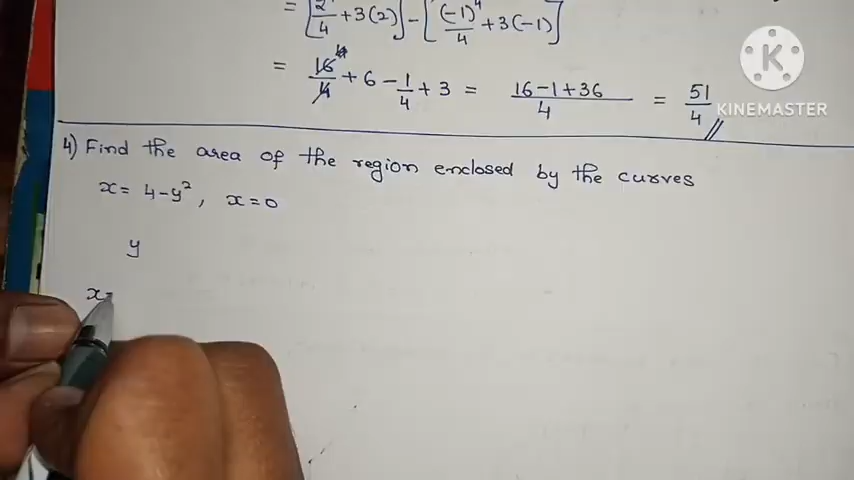 = [2/4 + 3(2)] - [(-1)⁴/4 + 3(-1)]
= 16⁴/4 + 6 - 1/4 + 3 = 16-1+36/4 = 51/4 //
K
KINEMASTER
4) Find the area of the region enclosed by the curves
x = 4-y², x=0
y
x=